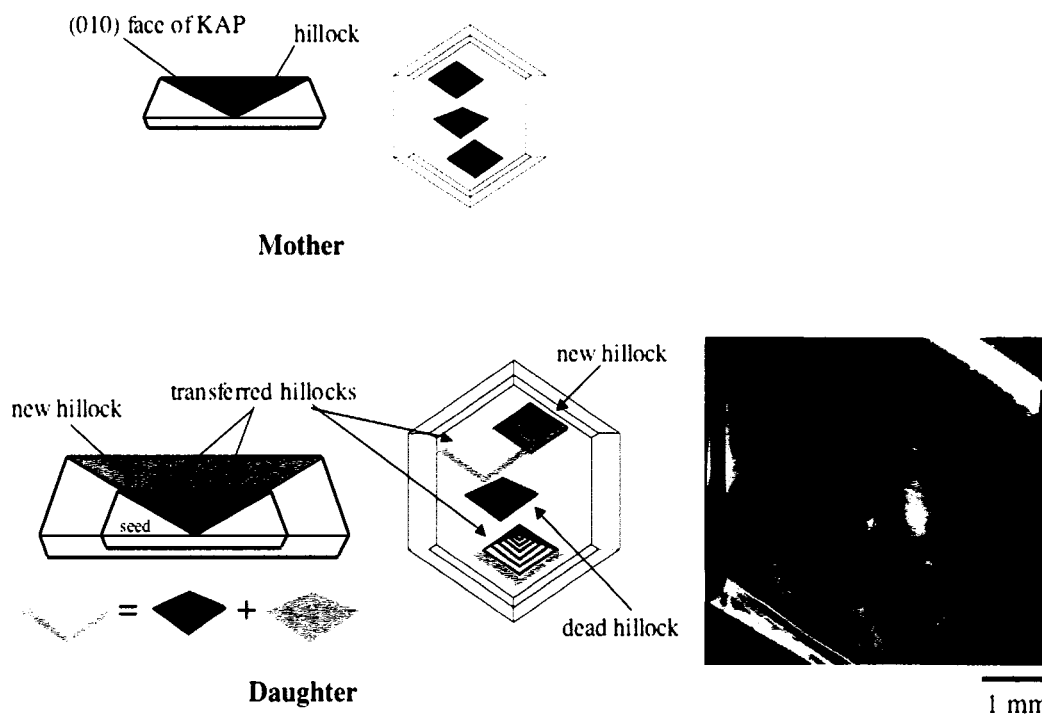 (010) face of KAP
hillock
Mother
new hillock
transferred hillocks
new hillock
seed
= +
dead hillock
Daughter
1 mm